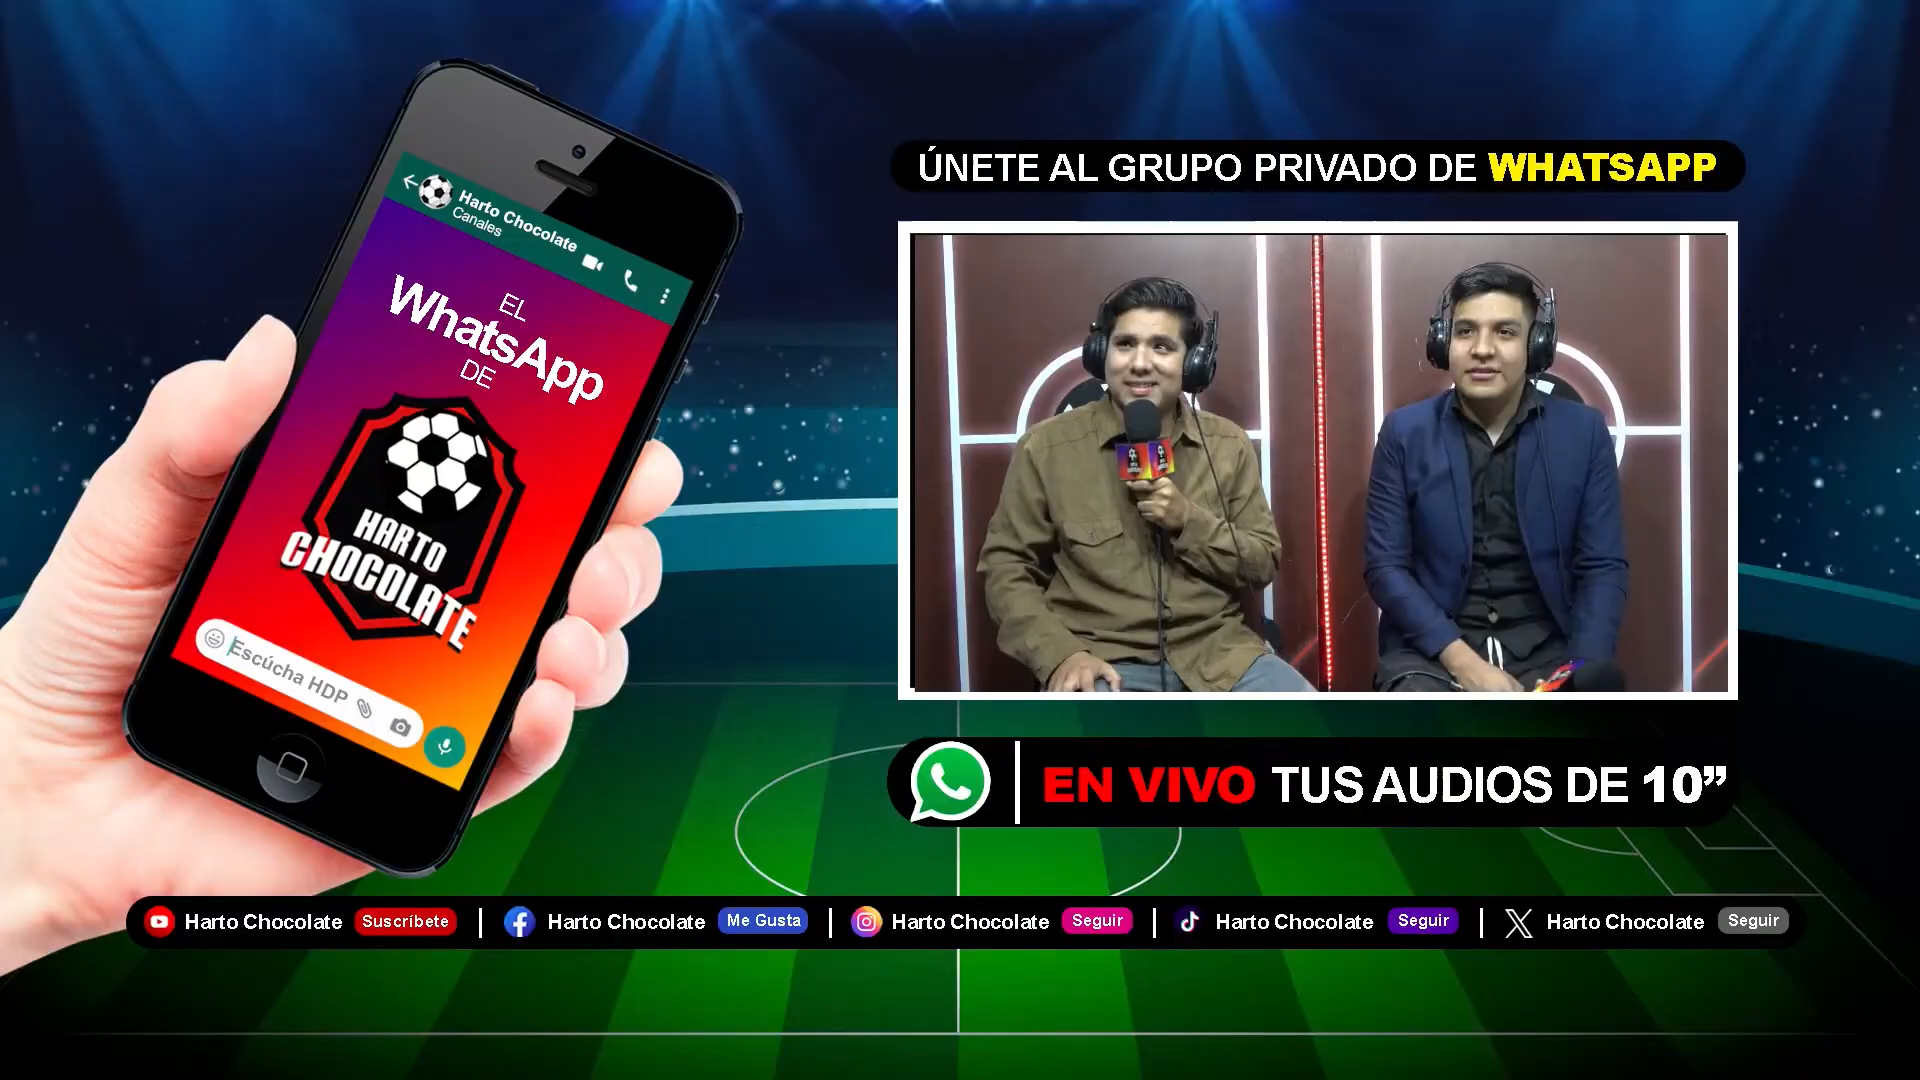 Harto Chocolate
Canales
EL
WhatsApp
DE
HARTO
CHOCOLATE
Escúcha HDP
ÚNETE AL GRUPO PRIVADO DE WHATSAPP
EN VIVO TUS AUDIOS DE 10”
Harto Chocolate Suscríbete | Harto Chocolate Me Gusta | Harto Chocolate Seguir | Harto Chocolate Seguir | Harto Chocolate Seguir